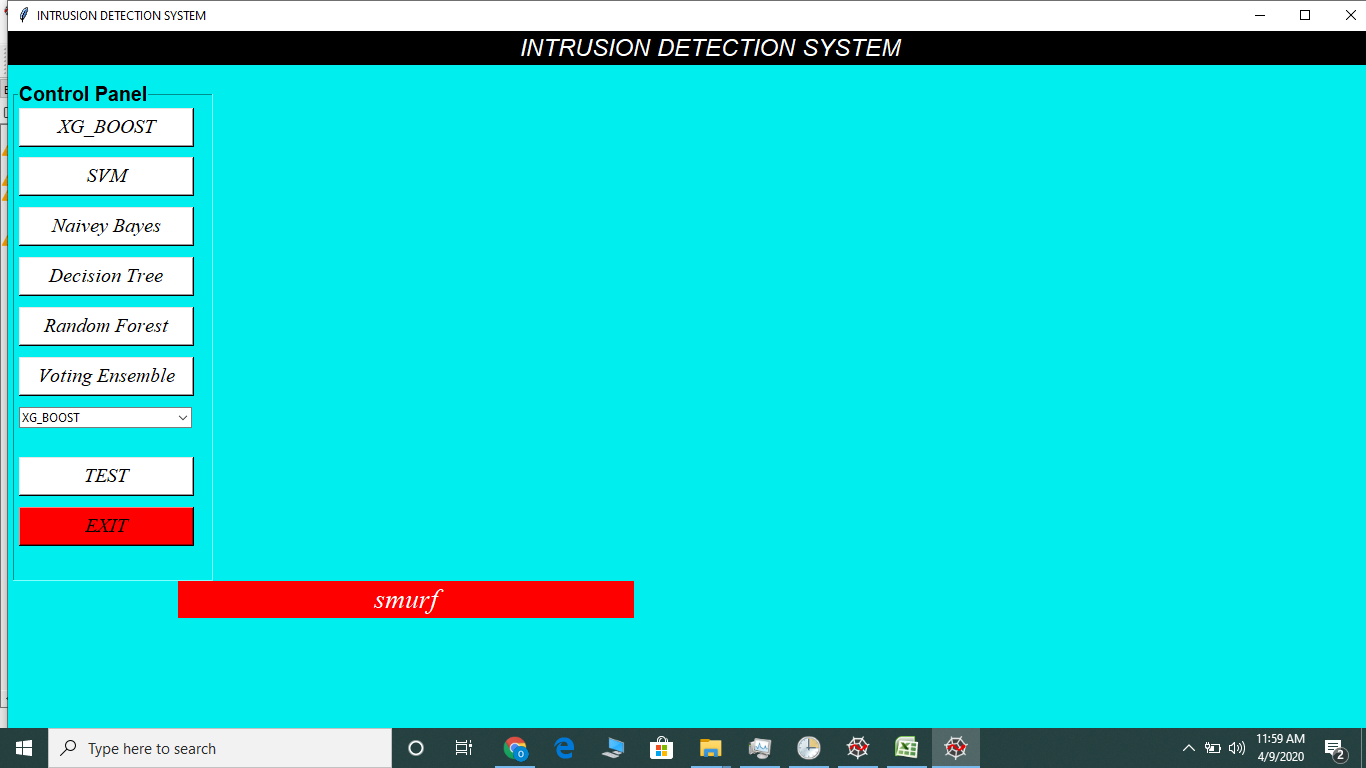 INTRUSION DETECTION SYSTEM
INTRUSION DETECTION SYSTEM
Control Panel
XG_BOOST
SVM
Naivey Bayes
Decision Tree
Random Forest
Voting Ensemble
XG_BOOST
TEST
EXIT
smurf
Type here to search
11:59 AM
4/9/2020
2